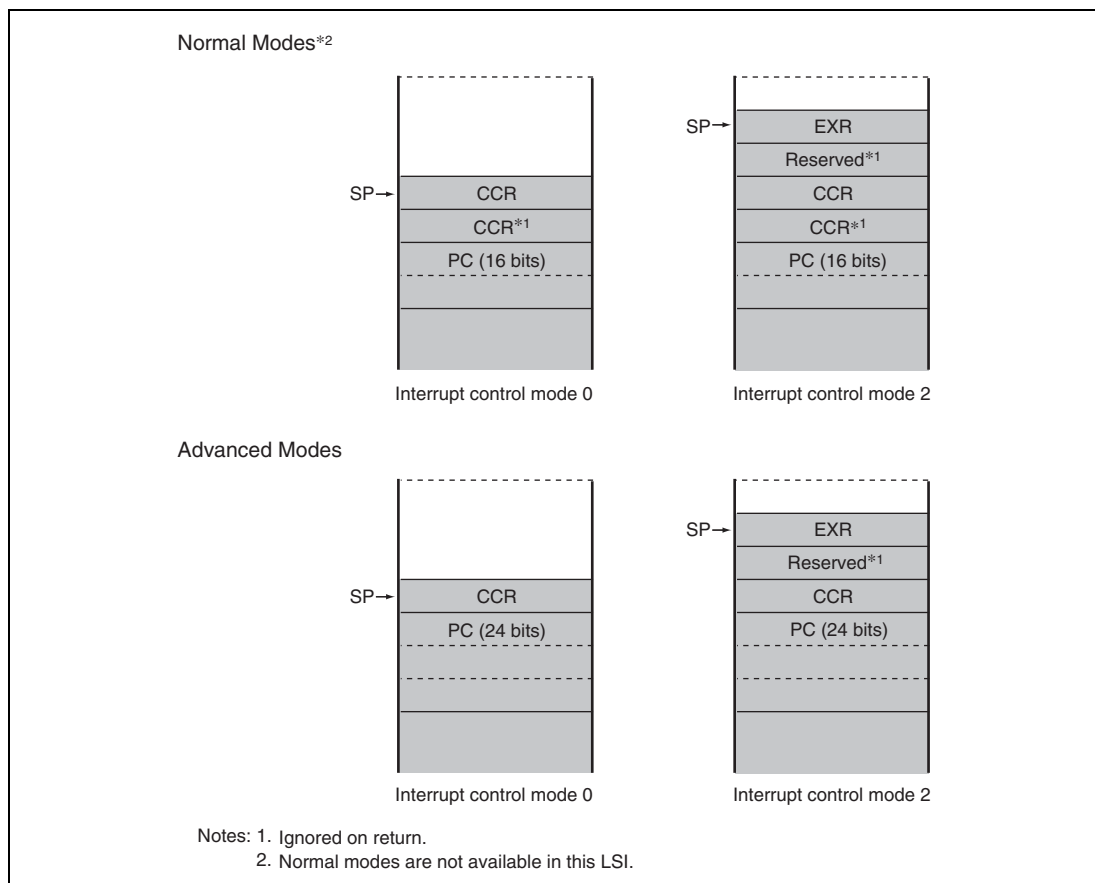 Normal Modes*2
SP
CCR
CCR*1
PC (16 bits)
Interrupt control mode 0
SP
EXR
Reserved*1
CCR
CCR*1
PC (16 bits)
Interrupt control mode 2
Advanced Modes
SP
CCR
PC (24 bits)
Interrupt control mode 0
SP
EXR
Reserved*1
CCR
PC (24 bits)
Interrupt control mode 2
Notes: 1. Ignored on return.
2. Normal modes are not available in this LSI.